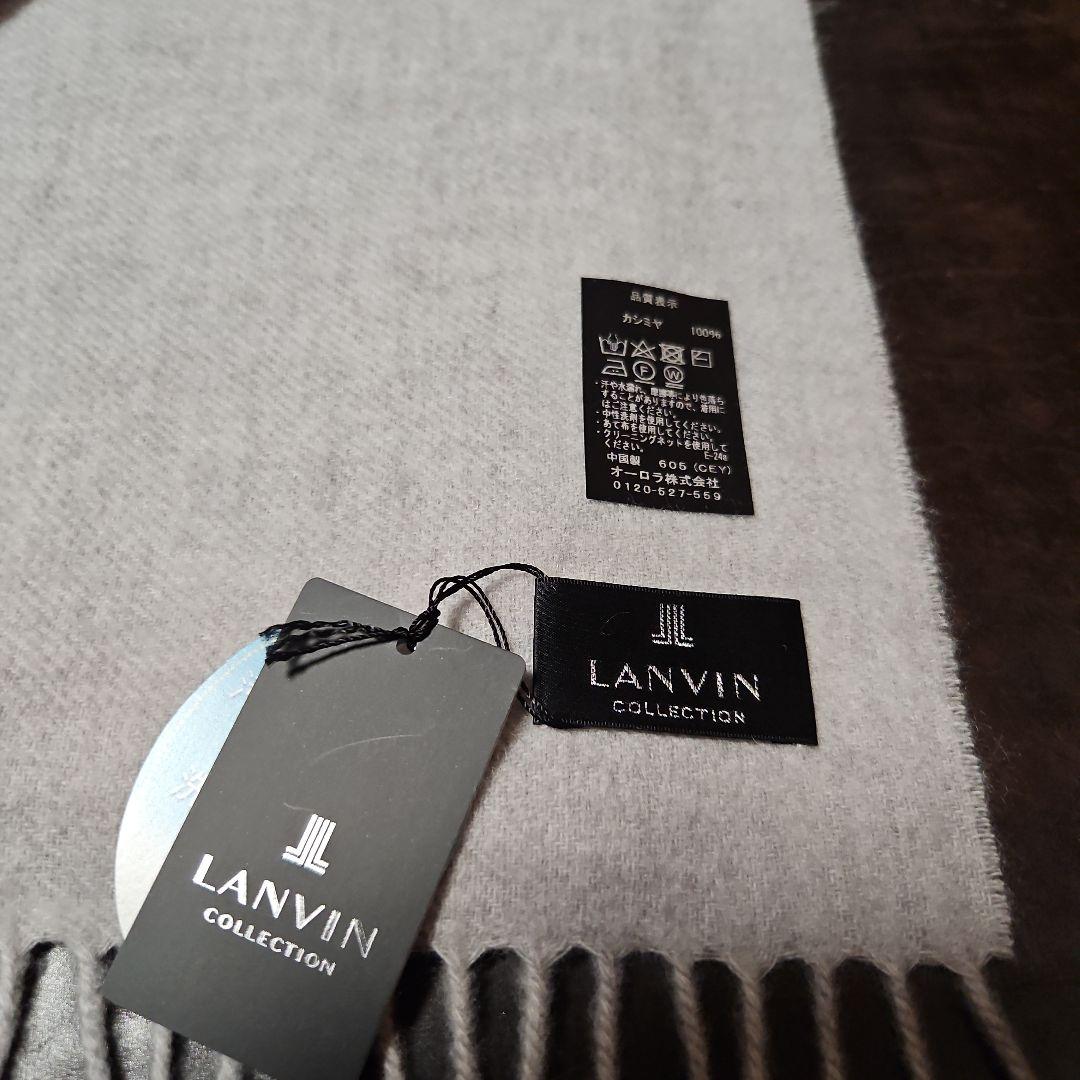 品質表示
カシミヤ 100%
F W
・汗や水濡れ、摩擦等により色落ち
することがありますので、着用に
はご注意ください。
・中性洗剤を使用してください。
・あて布を使用してください。
・クリーニングネットを使用して
ください。 E-24a
中国製 605 (CEY)
オーロラ株式会社
0120-527-559
LANVIN
COLLECTION
LANVIN
COLLECTION